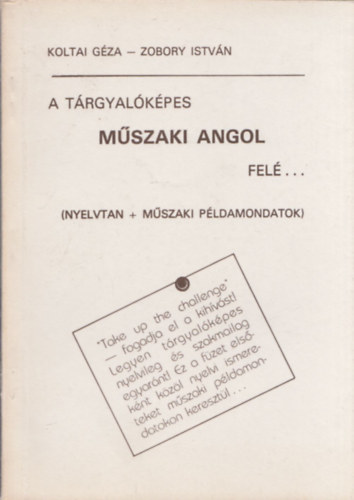 KOLTAI GÉZA — ZOBORY ISTVÁN
A TÁRGYALÓKÉPES
MŰSZAKI ANGOL
FELÉ...
(NYELVTAN + MŰSZAKI PÉLDAMONDATOK)
"Take up the challenge"
— fogadja el a kihívást!
Legyen tárgyalóképes
nyelvileg és szakmailag
egyaránt! Ez a füzet első-
ként közöl nyelvi ismere-
teket műszaki példamon-
datokon keresztül...